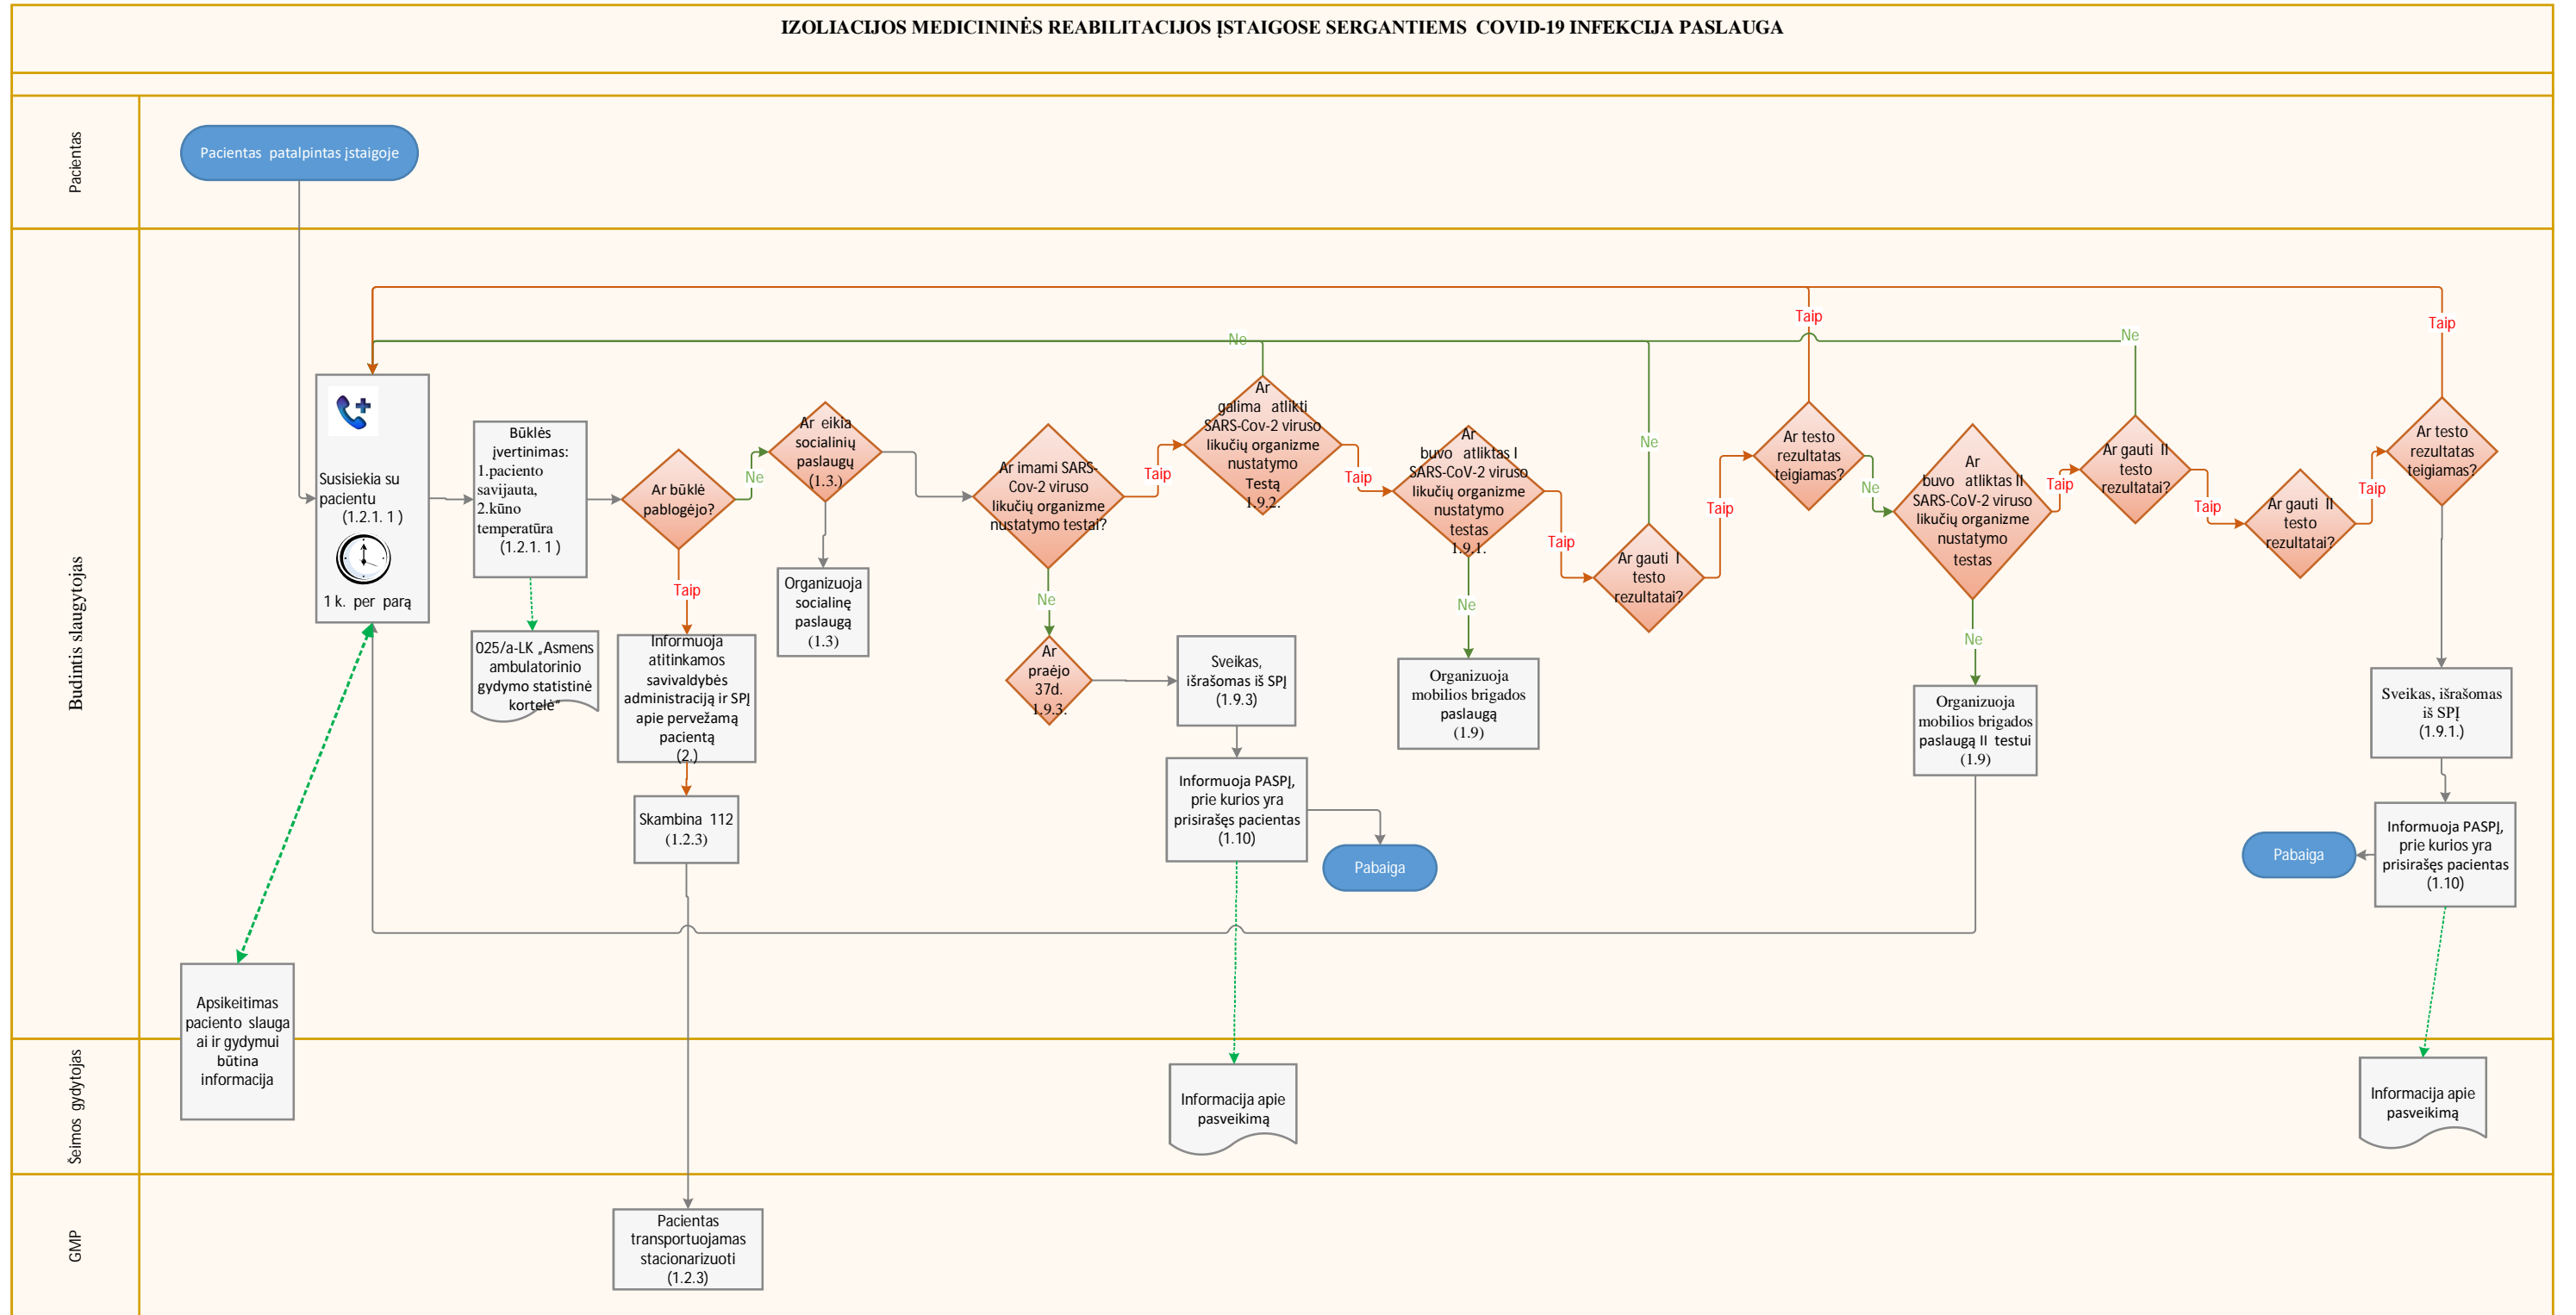 IZOLIACIJOS MEDICININĖS REABILITACIJOS ĮSTAIGOSE SERGANTIEMS COVID-19 INFEKCIJA PASLAUGA
Pacientas
Pacientas patalpintas įstaigoje
Budintis slaugytojas
Susisiekia su
pacientu
(1.2.1. 1 )
1 k. per parą
Būklės
įvertinimas:
1.paciento
savijauta,
2.kūno
temperatūra
(1.2.1. 1 )
025/a-LK „Asmens
ambulatorinio
gydymo statistinė
kortelė“
Ar būklė
pablogėjo?
Ne
Taip
Informuoja
atitinkamos
savivaldybės
administraciją ir SPĮ
apie pervežamą
pacientą
(2.)
Skambina 112
(1.2.3)
Ar eikia
socialinių
paslaugų
(1.3.)
Organizuoja
socialinę
paslaugą
(1.3)
Ar imami SARS-
Cov-2 viruso
likučių organizme
nustatymo testai?
Taip
Ne
Ar
praėjo
37d.
1.9.3.
Sveikas,
išrašomas iš SPĮ
(1.9.3)
Informuoja PASPĮ,
prie kurios yra
prisirašęs pacientas
(1.10)
Pabaiga
Ne
Ar
galima atlikti
SARS-Cov-2 viruso
likučių organizme
nustatymo
Testą
1.9.2.
Taip
Ar
buvo atliktas I
SARS-CoV-2 viruso
likučių organizme
nustatymo
testas
1.9.1.
Ne
Organizuoja
mobilios brigados
paslaugą
(1.9)
Taip
Ar gauti I
testo
rezultatai?
Ne
Taip
Ar testo
rezultatas
teigiamas?
Taip
Ne
Ar
buvo atliktas II
SARS-CoV-2 viruso
likučių organizme
nustatymo
testas
Ne
Organizuoja
mobilios brigados
paslaugą II testui
(1.9)
Taip
Ar gauti II
testo
rezultatai?
Ne
Taip
Ar gauti II
testo
rezultatai?
Taip
Ar testo
rezultatas
teigiamas?
Taip
Sveikas, išrašomas
iš SPĮ
(1.9.1.)
Informuoja PASPĮ,
prie kurios yra
prisirašęs pacientas
(1.10)
Pabaiga
Apsikeitimas
paciento slauga
ai ir gydymui
būtina
informacija
Šeimos gydytojas
Informacija apie
pasveikimą
Informacija apie
pasveikimą
GMP
Pacientas
transportuojamas
stacionarizuoti
(1.2.3)